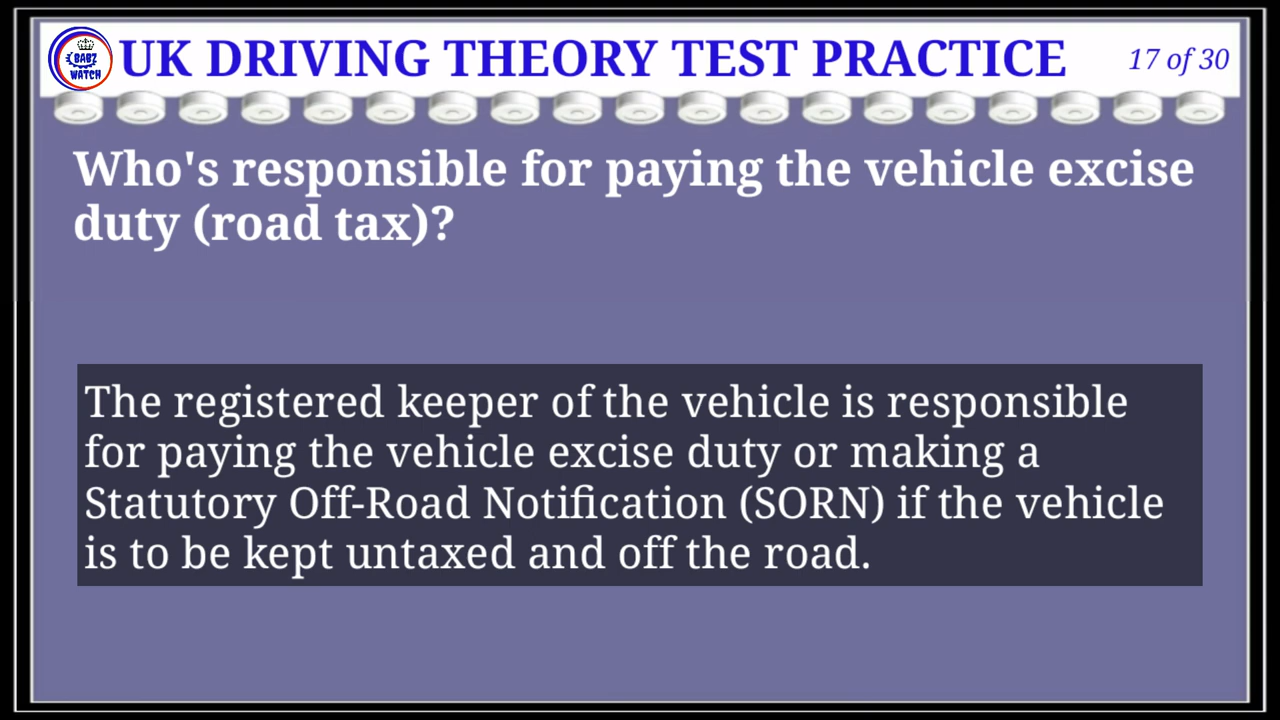 BABZ
WATCH
UK DRIVING THEORY TEST PRACTICE
17 of 30
Who's responsible for paying the vehicle excise
duty (road tax)?
The registered keeper of the vehicle is responsible
for paying the vehicle excise duty or making a
Statutory Off-Road Notification (SORN) if the vehicle
is to be kept untaxed and off the road.